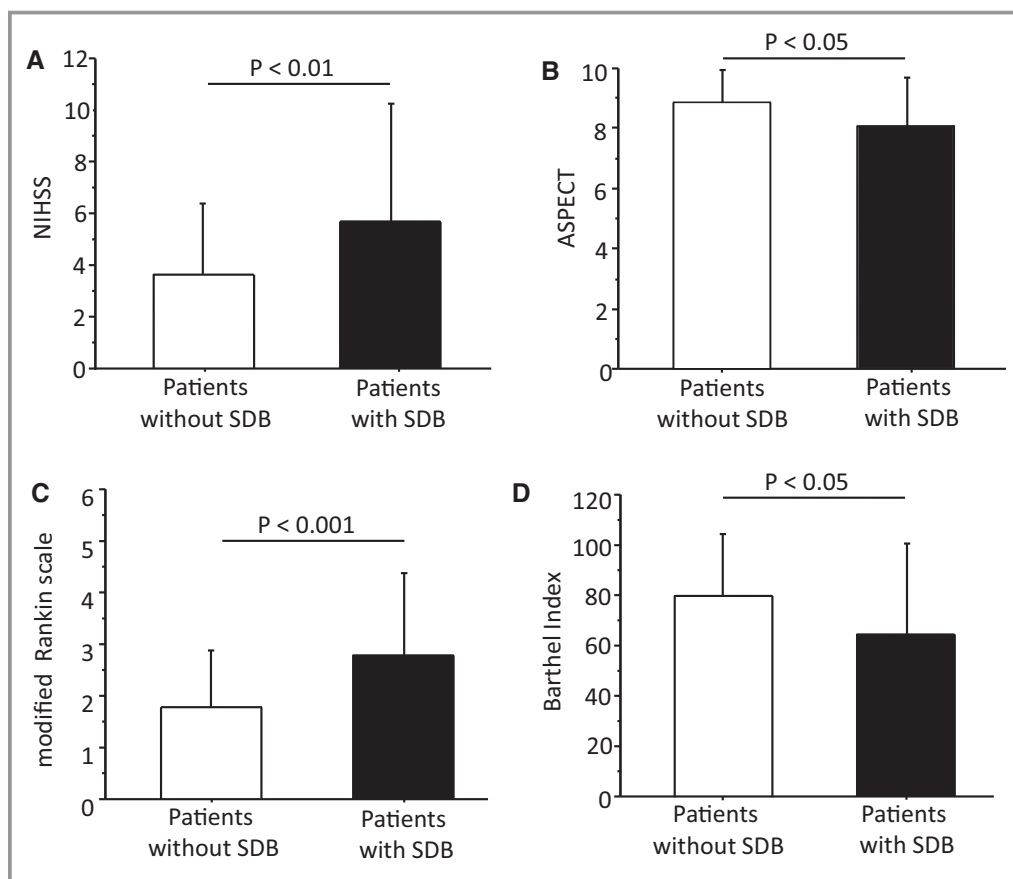 A
P < 0.01
NIHSS
12
10
8
6
4
2
0
Patients
without SDB
Patients
with SDB
B
P < 0.05
ASPECT
10
8
6
4
2
0
Patients
without SDB
Patients
with SDB
C
P < 0.001
modified Rankin scale
6
5
4
3
2
1
0
Patients
without SDB
Patients
with SDB
D
P < 0.05
Barthel Index
120
100
80
60
40
20
0
Patients
without SDB
Patients
with SDB